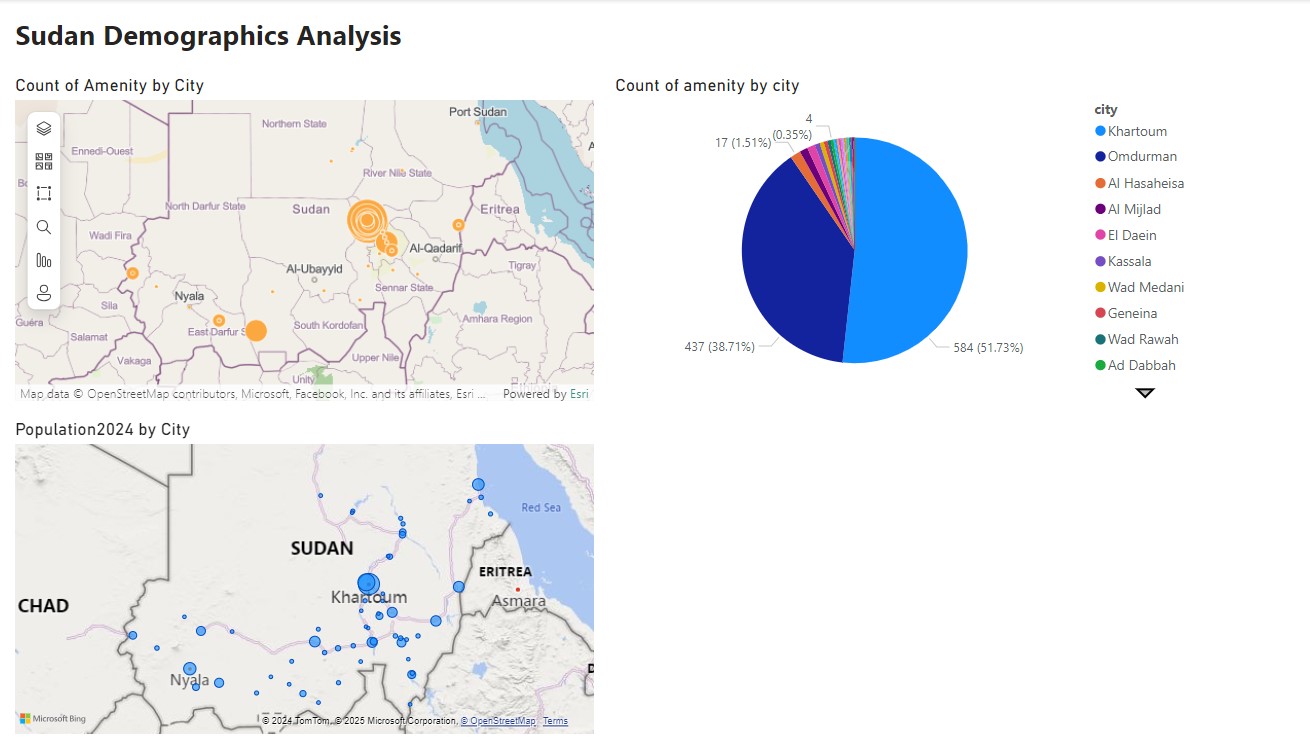 Sudan Demographics Analysis
Count of Amenity by City
Port Sudan
Northern State
Ennedi-Ouest
River Nile State
North Darfur State
Sudan
Eritrea
Wadi Fira
Al-Qadarif
Al-Ubayyid
Tigray
Nyala
Sennar State
Sila
Guéra
Salamat
East Darfur S
South Kordofan
Amhara Region
Vakaga
Upper Nile
Unity
Map data © OpenStreetMap contributors, Microsoft, Facebook, Inc. and its affiliates, Esri ... Powered by Esri
Count of amenity by city
4
(0.35%)
17 (1.51%)
437 (38.71%)
584 (51.73%)
city
Khartoum
Omdurman
Al Hasaheisa
Al Mijlad
El Daein
Kassala
Wad Medani
Geneina
Wad Rawah
Ad Dabbah
Population2024 by City
Red Sea
SUDAN
ERITREA
Khartoum
Asmara
CHAD
Nyala
Microsoft Bing
© 2024 TomTom, © 2025 Microsoft Corporation, © OpenStreetMap Terms